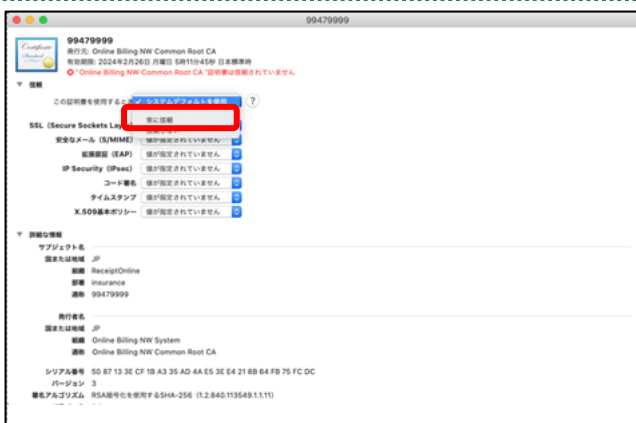 99479999
Certificate
99479999
発行元: Online Billing NW Common Root CA
有効期限: 2024年2月26日 月曜日 5時11分45秒 日本標準時
"Online Billing NW Common Root CA"証明書は信頼されていません
信頼
この証明書を使用するとき システムデフォルトを使用 ?
常に信頼
SSL (Secure Sockets Lay
安全なメール (S/MIME) 値が指定されていません
拡張認証 (EAP) 値が指定されていません
IP Security (IPsec) 値が指定されていません
コード署名 値が指定されていません
タイムスタンプ 値が指定されていません
X.509基本ポリシー 値が指定されていません
詳細な情報
サブジェクト名
国または地域 JP
組織 ReceiptOnline
部署 insurance
通称 99479999
発行者名
国または地域 JP
組織 Online Billing NW System
通称 Online Billing NW Common Root CA
シリアル番号 50 87 13 3E CF 1B A3 35 AD 4A E5 3E E4 21 8B 64 FB 75 FC DC
バージョン 3
署名アルゴリズム RSA暗号化を使用するSHA-256 (1.2.840.113549.1.1.11)